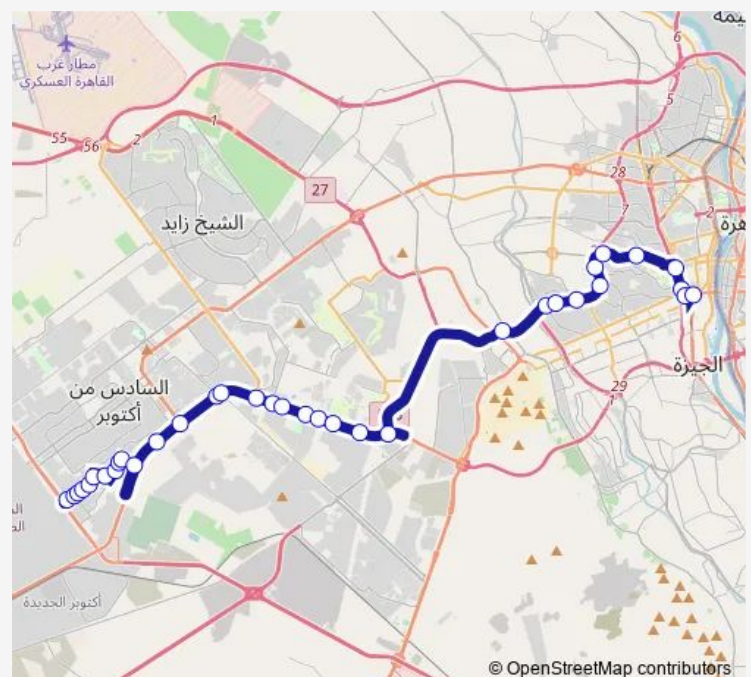 مطار غرب
القاهرة العسكري
6
5
55
56
2
1
27
28
7
2
الشيخ زايد
الجيزة
29
1
السادس من
أكتوبر
أكتوبر الجديدة
© OpenStreetMap contributors